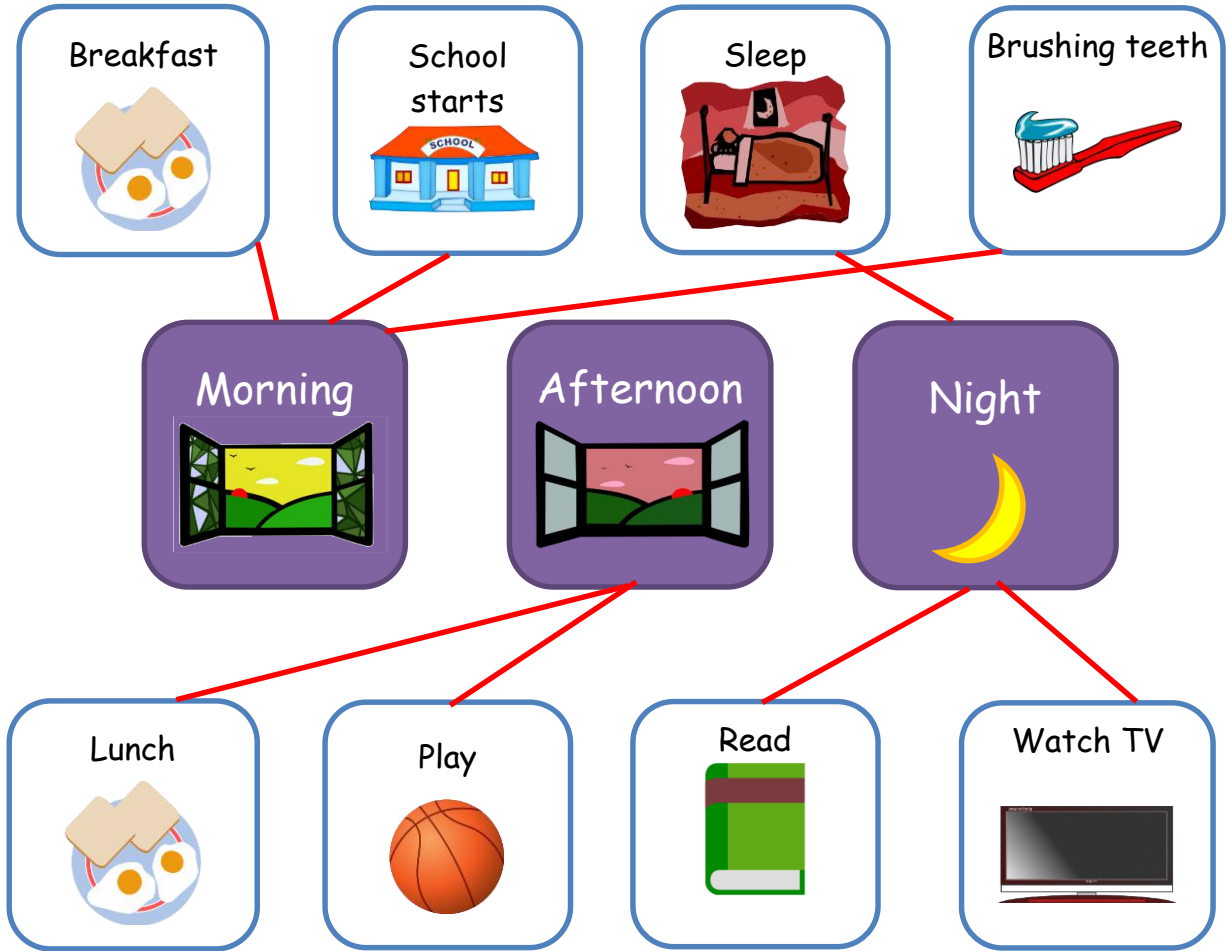 Breakfast
School
starts
SCHOOL
Sleep
Brushing teeth
Morning
Afternoon
Night
Lunch
Play
Read
Watch TV